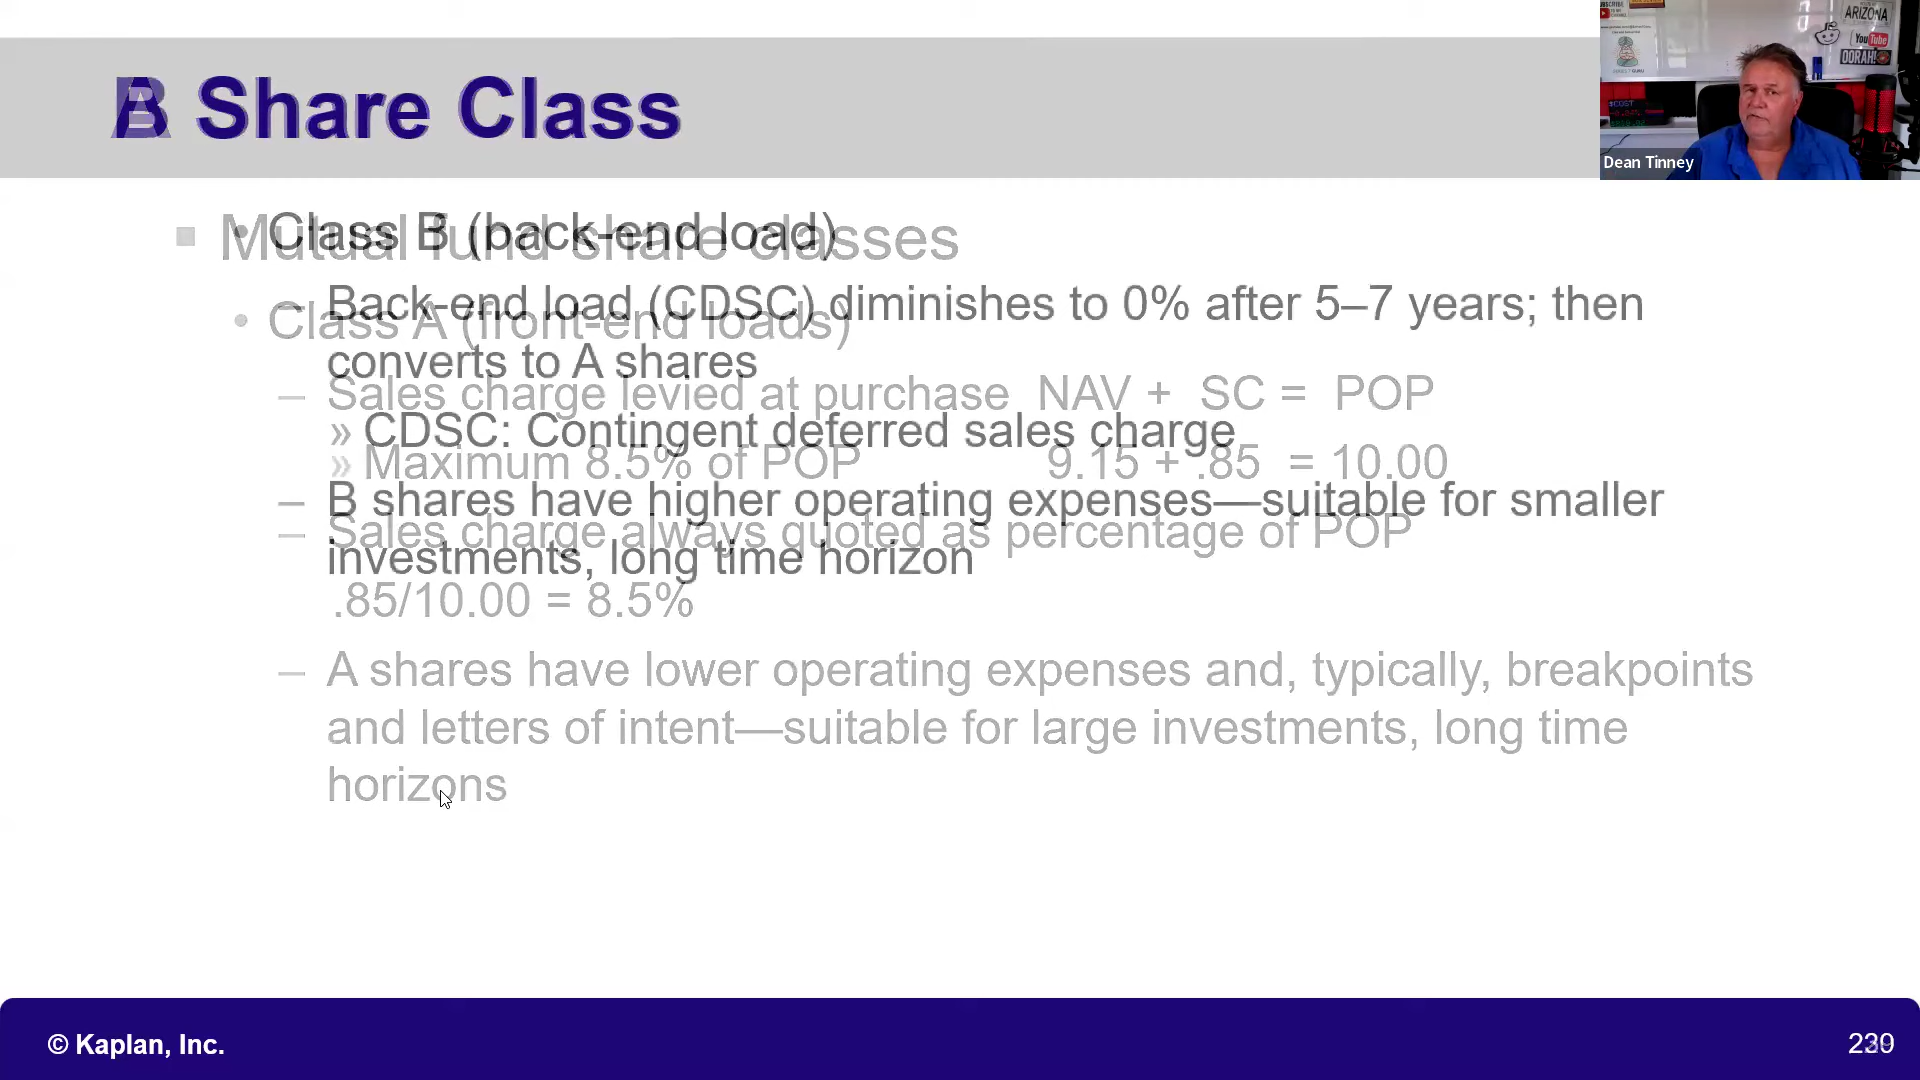 B Share Class
Mutual fund share classes
Class B (back-end load)
Back-end load (CDSC) diminishes to 0% after 5–7 years; then
Class A (front-end loads)
converts to A shares
– Sales charge levied at purchase NAV + SC = POP
» CDSC: Contingent deferred sales charge
» Maximum 8.5% of POP 9.15 + .85 = 10.00
– B shares have higher operating expenses—suitable for smaller
– Sales charge always quoted as percentage of POP
investments, long time horizon
.85/10.00 = 8.5%
– A shares have lower operating expenses and, typically, breakpoints
and letters of intent—suitable for large investments, long time
horizons
© Kaplan, Inc.
ARIZONA
YouTube
OORAH!
Dean Tinney